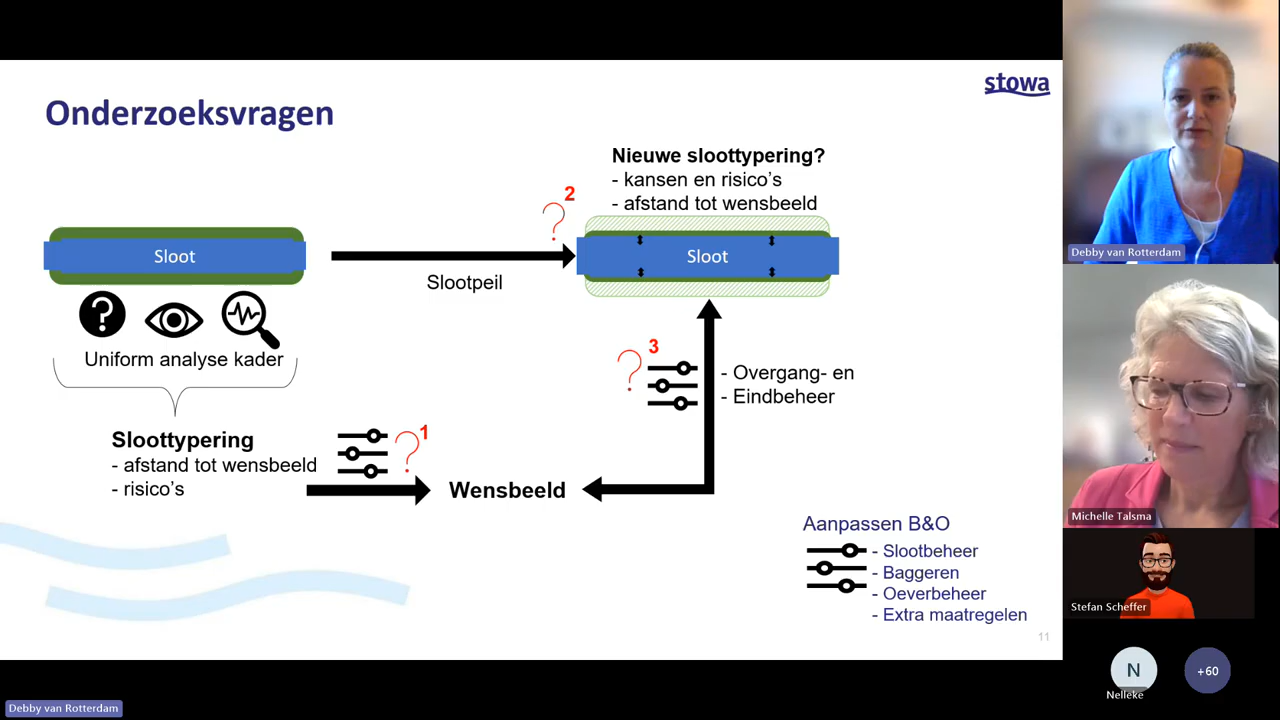 stowa
Onderzoeksvragen
Nieuwe sloottypering?
- kansen en risico's
- afstand tot wensbeeld
? 2
Sloot
Sloot
Slootpeil
?
Uniform analyse kader
? 3
- Overgang- en
- Eindbeheer
Sloottypering
- afstand tot wensbeeld
- risico's
? 1
Wensbeeld
Aanpassen B&O
- Slootbeheer
- Baggeren
- Oeverbeheer
- Extra maatregelen
11
Debby van Rotterdam
Michelle Talsma
Stefan Scheffer
N
Nelleke
+60
Debby van Rotterdam